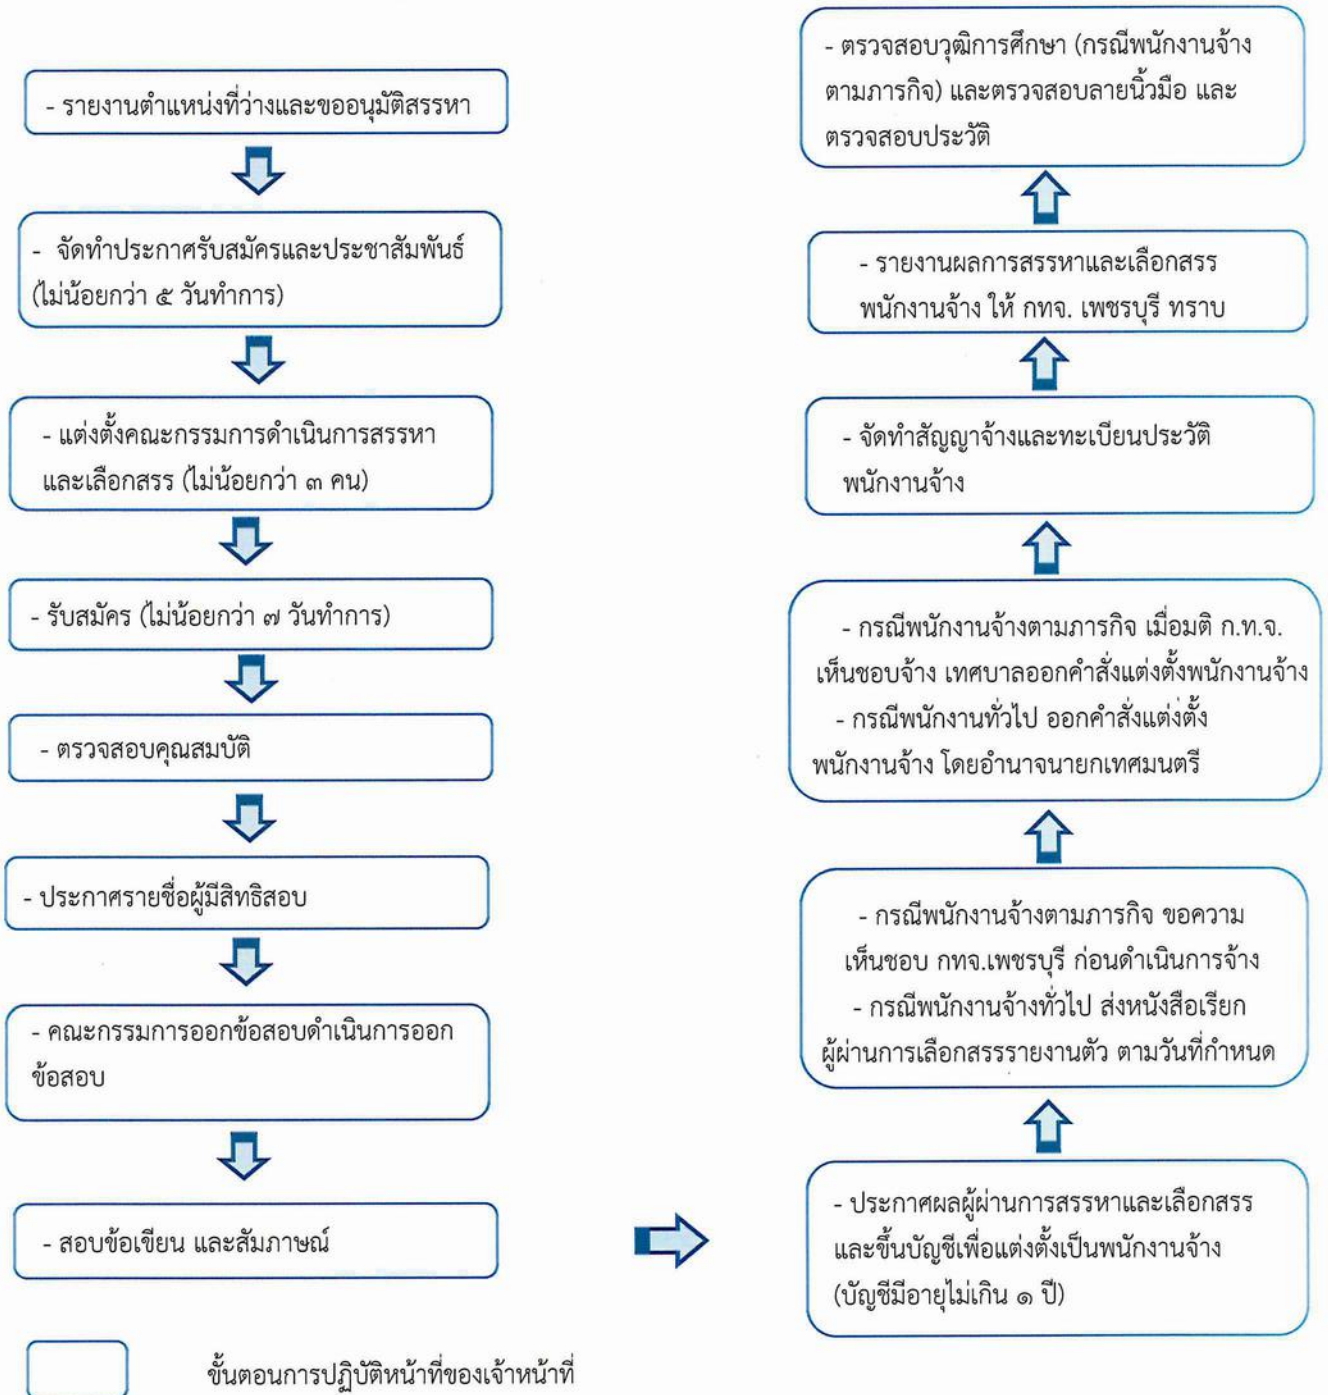 - รายงานตำแหน่งที่ว่างและขออนุมัติสรรหา
- จัดทำประกาศรับสมัครและประชาสัมพันธ์
(ไม่น้อยกว่า ๕ วันทำการ)
- แต่งตั้งคณะกรรมการดำเนินการสรรหา
และเลือกสรร (ไม่น้อยกว่า ๓ คน)
- รับสมัคร (ไม่น้อยกว่า ๗ วันทำการ)
- ตรวจสอบคุณสมบัติ
- ประกาศรายชื่อผู้มีสิทธิสอบ
- คณะกรรมการออกข้อสอบดำเนินการออก
ข้อสอบ
- สอบข้อเขียน และสัมภาษณ์
- ประกาศผลผู้ผ่านการสรรหาและเลือกสรร
และขึ้นบัญชีเพื่อแต่งตั้งเป็นพนักงานจ้าง
(บัญชีมีอายุไม่เกิน ๑ ปี)
- กรณีพนักงานจ้างตามภารกิจ ขอความ
เห็นชอบ กทจ.เพชรบุรี ก่อนดำเนินการจ้าง
- กรณีพนักงานจ้างทั่วไป ส่งหนังสือเรียก
ผู้ผ่านการเลือกสรรรายงานตัว ตามวันที่กำหนด
- กรณีพนักงานจ้างตามภารกิจ เมื่อมติ ก.ท.จ.
เห็นชอบจ้าง เทศบาลออกคำสั่งแต่งตั้งพนักงานจ้าง
- กรณีพนักงานทั่วไป ออกคำสั่งแต่งตั้ง
พนักงานจ้าง โดยอำนาจนายกเทศมนตรี
- จัดทำสัญญาจ้างและทะเบียนประวัติ
พนักงานจ้าง
- รายงานผลการสรรหาและเลือกสรร
พนักงานจ้าง ให้ กทจ. เพชรบุรี ทราบ
- ตรวจสอบวุฒิการศึกษา (กรณีพนักงานจ้าง
ตามภารกิจ) และตรวจสอบลายนิ้วมือ และ
ตรวจสอบประวัติ
ขั้นตอนการปฏิบัติหน้าที่ของเจ้าหน้าที่